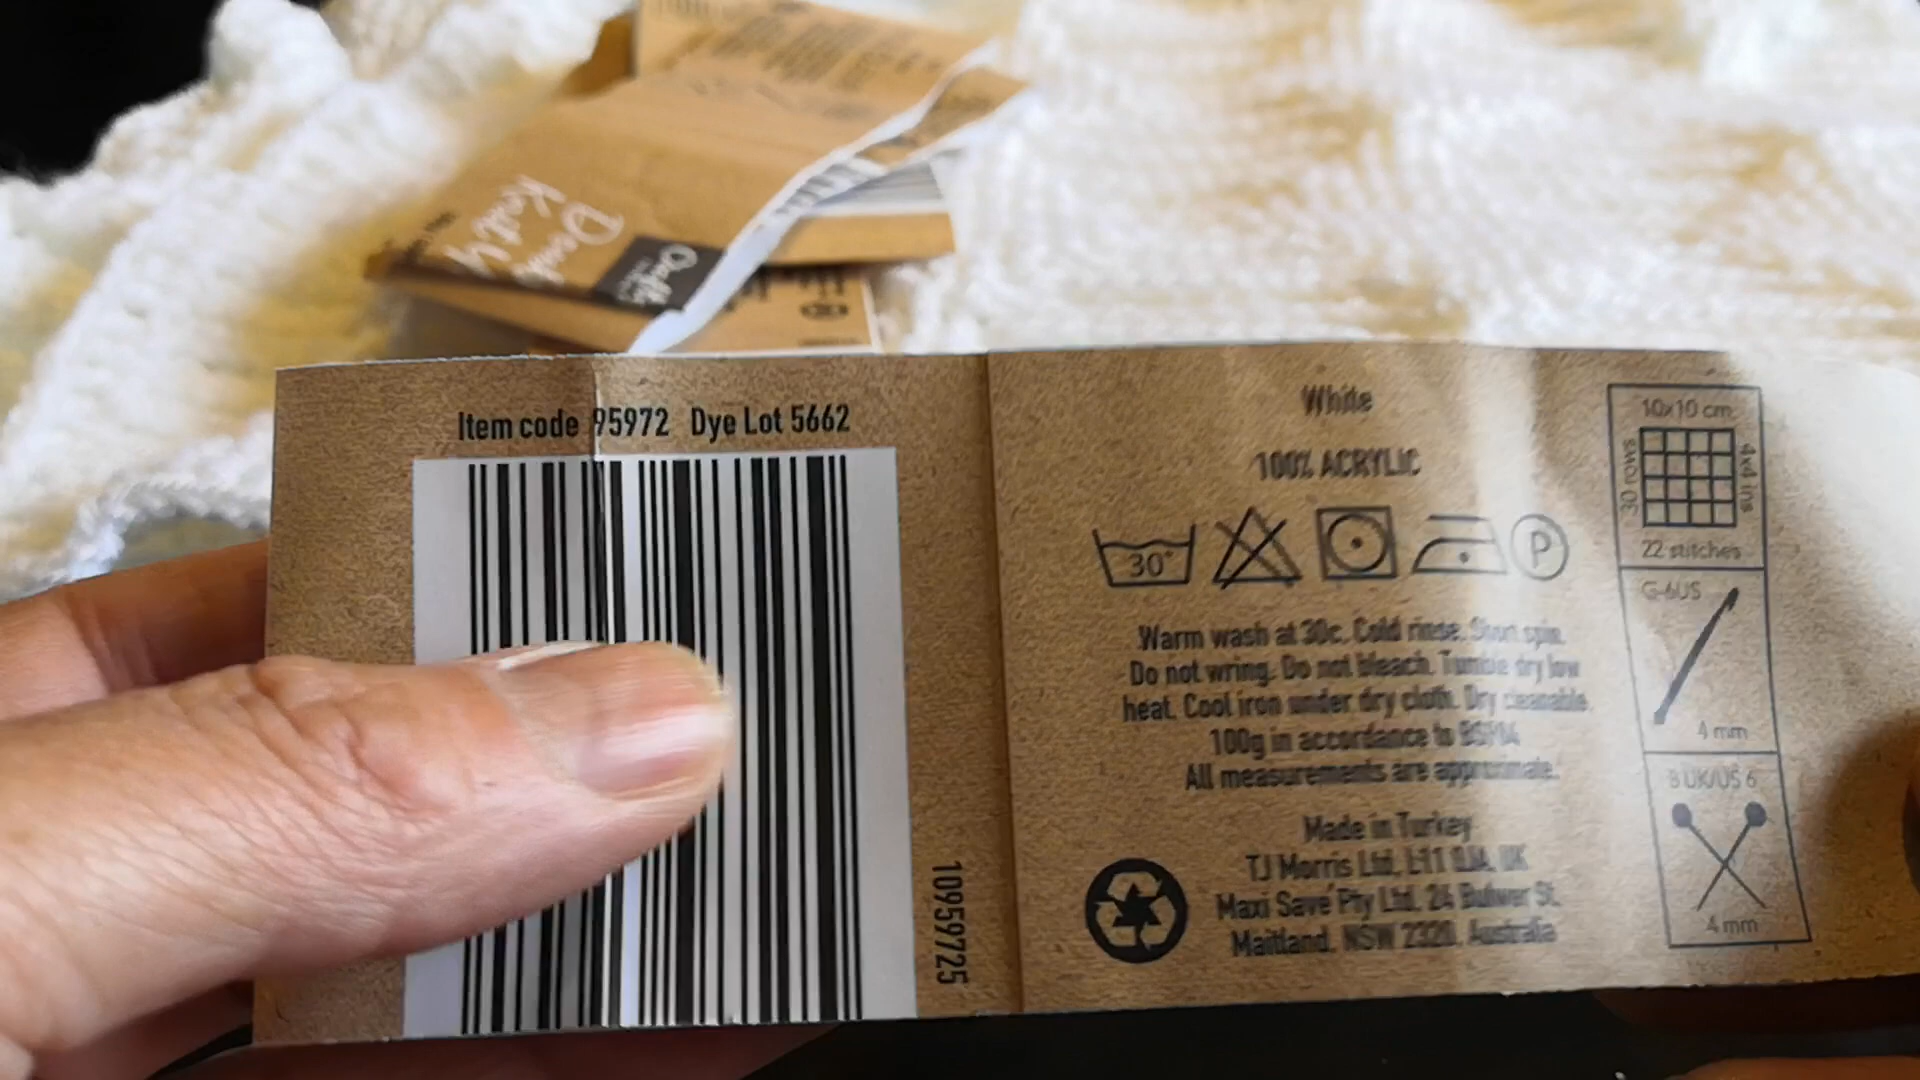 Double Knit
Craft
Item code 95972 Dye Lot 5662
10959725
White
100% ACRYLIC
30°
P
Warm wash at 30c. Cold rinse. Short spin.
Do not wring. Do not bleach. Tumble dry low
heat. Cool iron under dry cloth. Dry cleanable.
100g in accordance to
All measurements are approximate.
Made in Turkey
TJ Morris Ltd, L11 0JA, UK
Maxi Save Pty Ltd. 24 Bulwer St.
Maitland, NSW 2320, Australia
10x10 cm
30 rows
4x4 ins
22 stitches
G-6US
4 mm
8 UK/US 6
4 mm